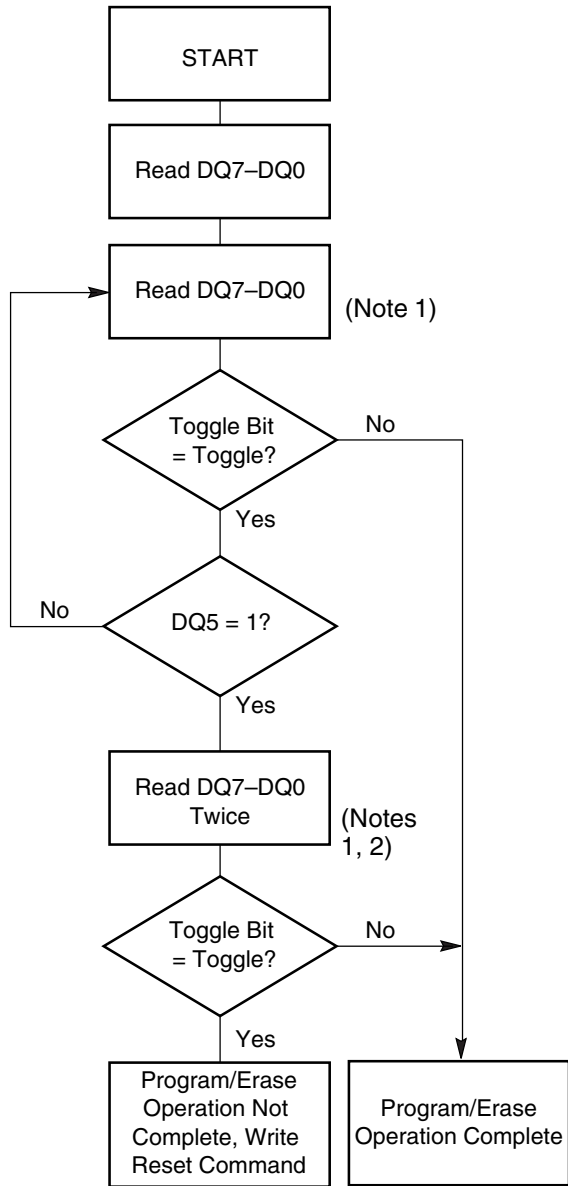 START
Read DQ7–DQ0
Read DQ7–DQ0
(Note 1)
Toggle Bit
= Toggle?
No
Yes
No
DQ5 = 1?
Yes
Read DQ7–DQ0
Twice
(Notes
1, 2)
Toggle Bit
= Toggle?
No
Yes
Program/Erase
Operation Not
Complete, Write
Reset Command
Program/Erase
Operation Complete